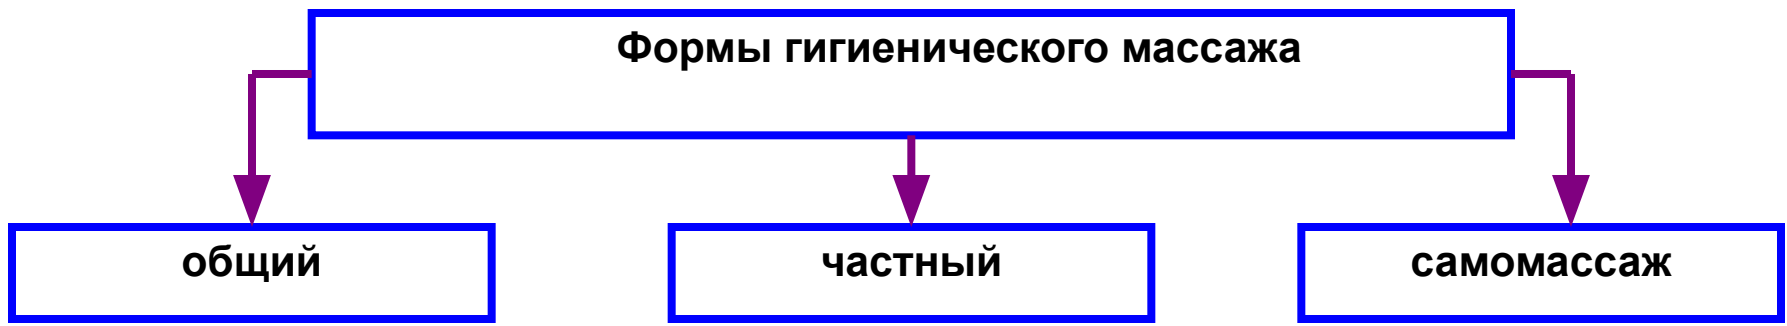 Формы гигиенического массажа
общий
частный
самомассаж